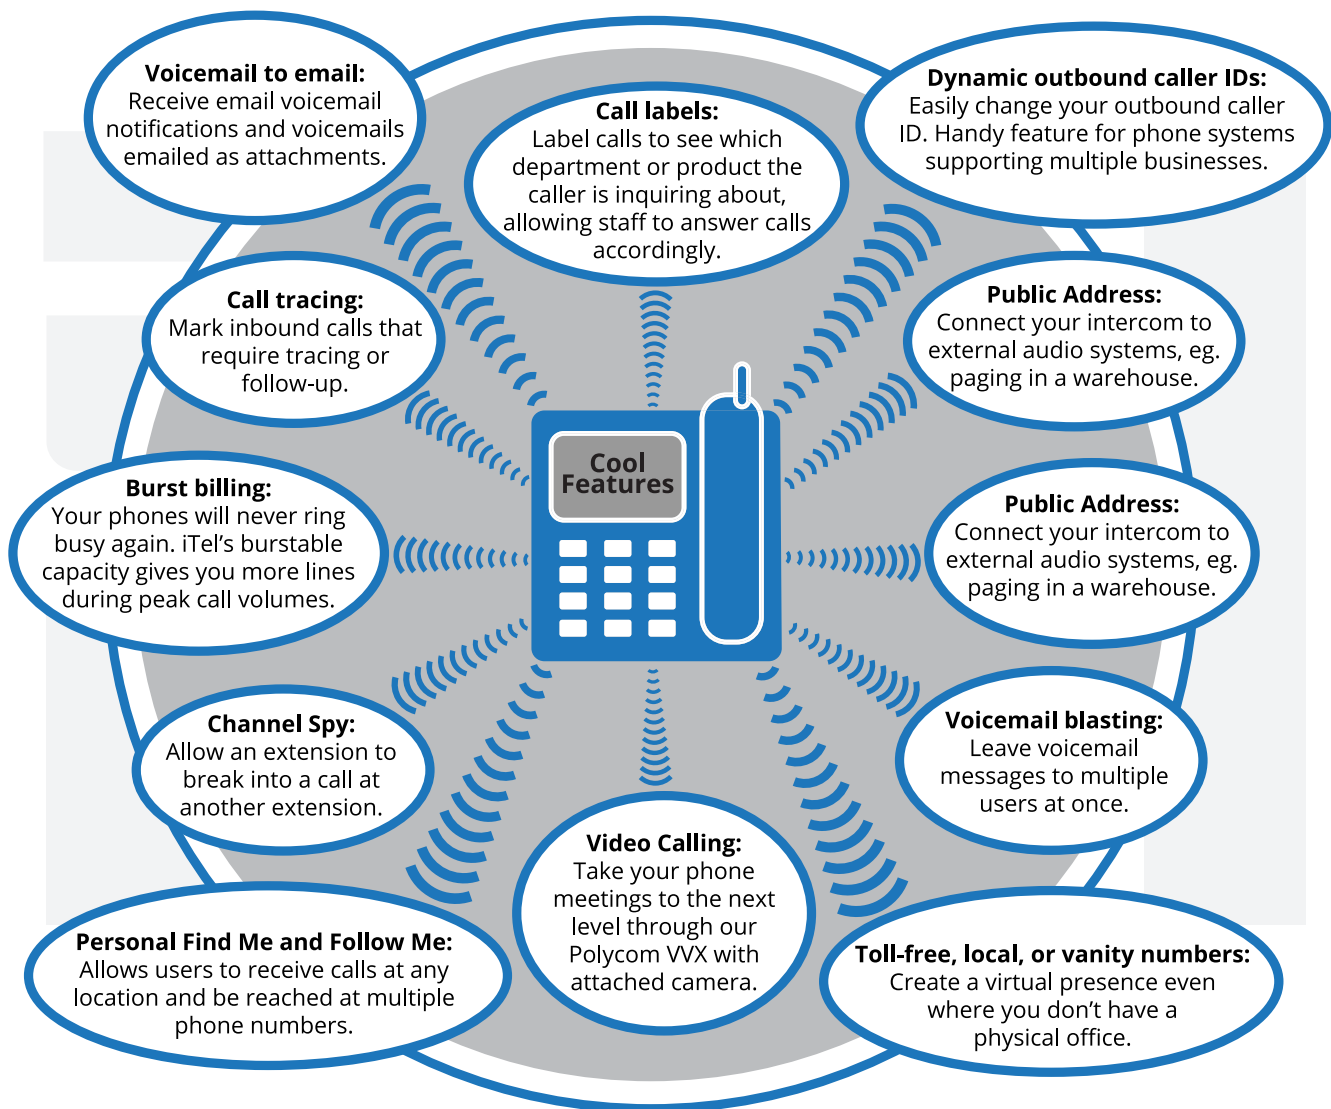 Voicemail to email:
Receive email voicemail
notifications and voicemails
emailed as attachments.
Call labels:
Label calls to see which
department or product the
caller is inquiring about,
allowing staff to answer calls
accordingly.
Dynamic outbound caller IDs:
Easily change your outbound caller
ID. Handy feature for phone systems
supporting multiple businesses.
Call tracing:
Mark inbound calls that
require tracing or
follow-up.
Public Address:
Connect your intercom to
external audio systems, eg.
paging in a warehouse.
Cool
Features
Burst billing:
Your phones will never ring
busy again. iTel’s burstable
capacity gives you more lines
during peak call volumes.
Public Address:
Connect your intercom to
external audio systems, eg.
paging in a warehouse.
Channel Spy:
Allow an extension to
break into a call at
another extension.
Voicemail blasting:
Leave voicemail
messages to multiple
users at once.
Video Calling:
Take your phone
meetings to the next
level through our
Polycom VVX with
attached camera.
Personal Find Me and Follow Me:
Allows users to receive calls at any
location and be reached at multiple
phone numbers.
Toll-free, local, or vanity numbers:
Create a virtual presence even
where you don’t have a
physical office.